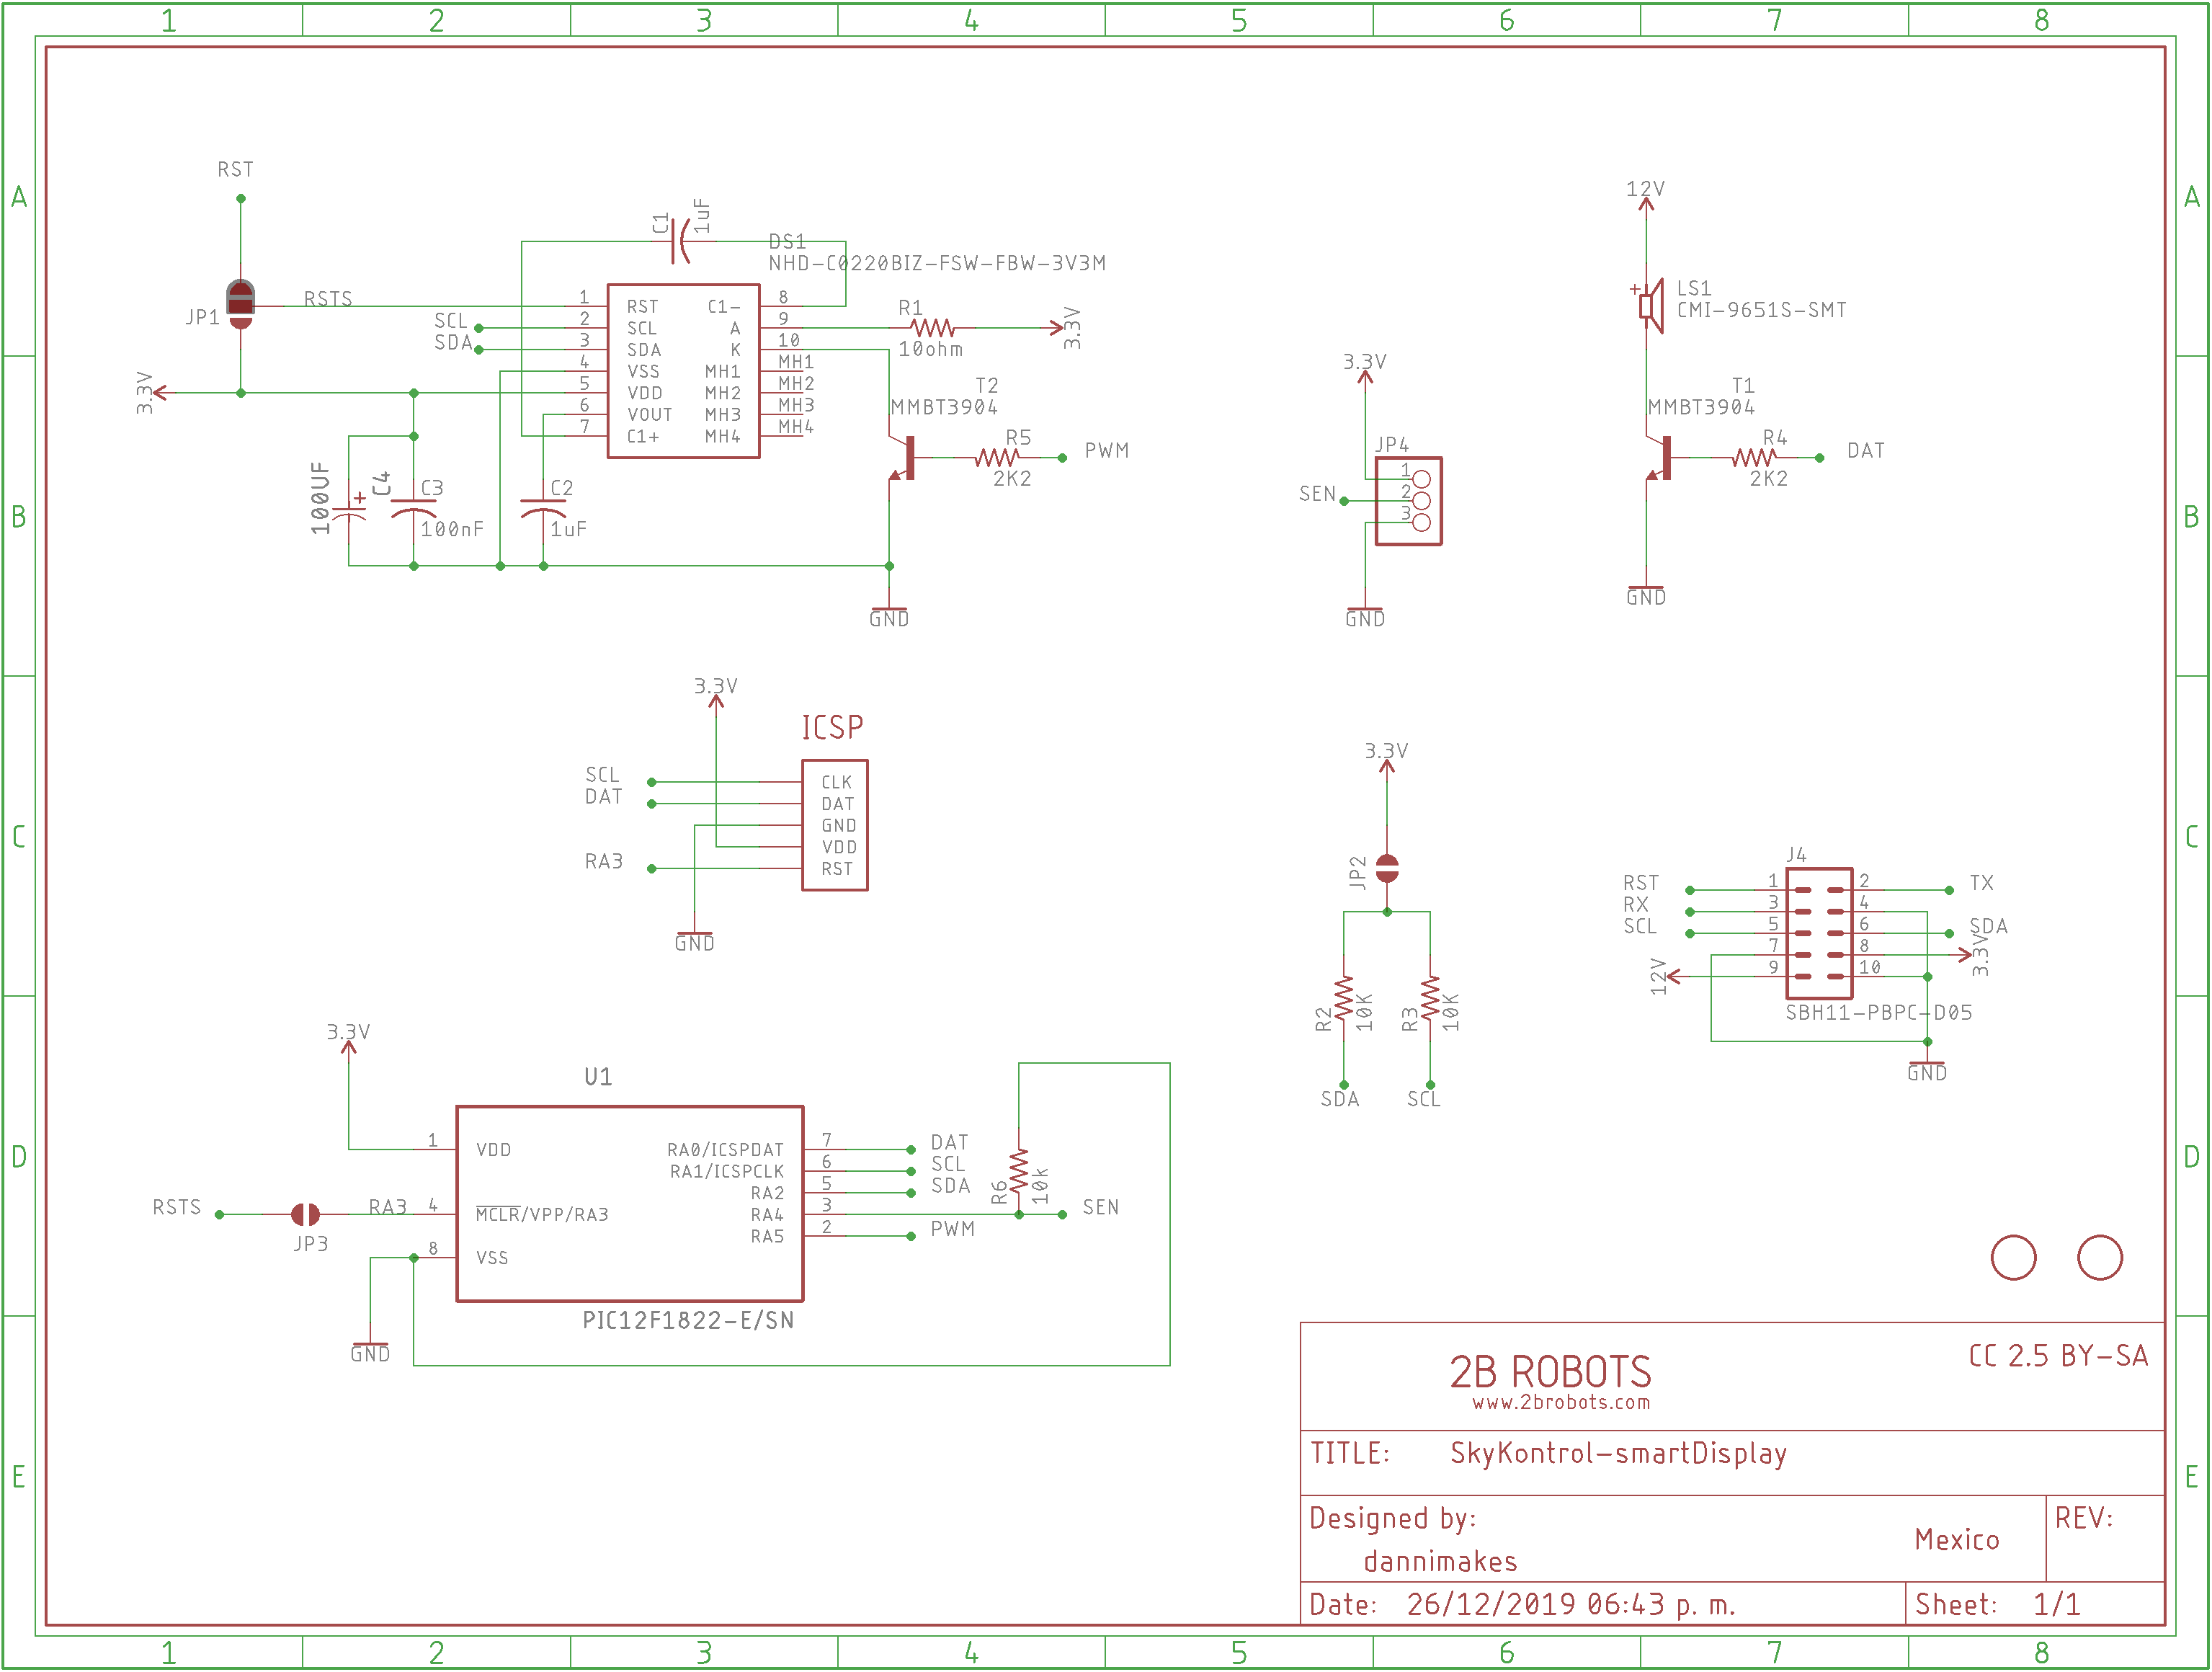 1 2 3 4 5 6 7 8
A A
B B
C C
D D
E E
RST
JP1
RSTS
3.3V
SCL
SDA
C1
1uF
DS1
NHD-C0220BIZ-FSW-FBW-3V3M
1 RST C1- 8
2 SCL A 9
3 SDA K 10
4 VSS MH1 MH1
5 VDD MH2 MH2
6 VOUT MH3 MH3
7 C1+ MH4 MH4
R1
10ohm
3.3V
T2
MMBT3904
R5
2K2
PWM
100UF
+
C4
C3
100nF
C2
1uF
GND
3.3V
JP4
SEN
1
2
3
GND
12V
+
LS1
CMI-9651S-SMT
T1
MMBT3904
R4
2K2
DAT
GND
3.3V
ICSP
SCL CLK
DAT DAT
GND
VDD
RA3 RST
GND
3.3V
JP2
R2
10K
R3
10K
SDA
SCL
J4
RST 1 2 TX
RX 3 4
SCL 5 6 SDA
7 8 3.3V
12V 9 10
SBH11-PBPC-D05
GND
3.3V
U1
1 VDD RA0/ICSPDAT 7 DAT
RA1/ICSPCLK 6 SCL
RA2 5 SDA
RSTS JP3 RA3 4 MCLR/VPP/RA3 RA4 3 SEN
RA5 2 PWM
8 VSS
R6
10k
PIC12F1822-E/SN
GND
2B ROBOTS
www.2brobots.com
CC 2.5 BY-SA
TITLE: SkyKontrol-smartDisplay
Designed by:
dannimakes
Mexico
REV:
Date: 26/12/2019 06:43 p. m.
Sheet: 1/1
1 2 3 4 5 6 7 8